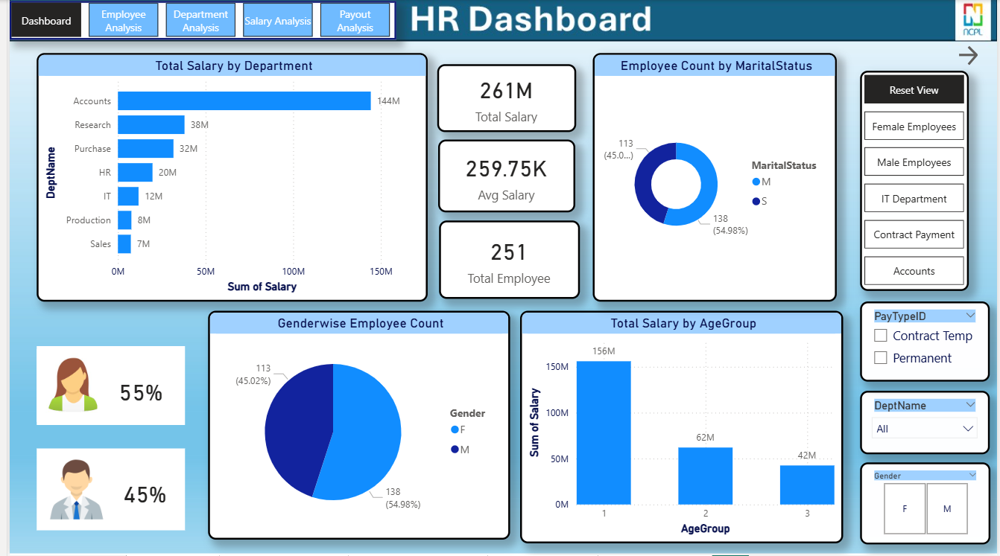 Dashboard
Employee
Analysis
Department
Analysis
Salary Analysis
Payout
Analysis
HR Dashboard
NCPL
Total Salary by Department
DeptName
Accounts
144M
Research
38M
Purchase
32M
HR
20M
IT
12M
Production
8M
Sales
7M
0M
50M
100M
150M
Sum of Salary
261M
Total Salary
259.75K
Avg Salary
251
Total Employee
Employee Count by MaritalStatus
113
(45.0...)
138
(54.98%)
MaritalStatus
M
S
Reset View
Female Employees
Male Employees
IT Department
Contract Payment
Accounts
55%
45%
Genderwise Employee Count
113
(45.02%)
138
(54.98%)
Gender
F
M
Total Salary by AgeGroup
Sum of Salary
150M
100M
50M
0M
156M
62M
42M
1
2
3
AgeGroup
PayTypeID
Contract Temp
Permanent
DeptName
All
Gender
F
M